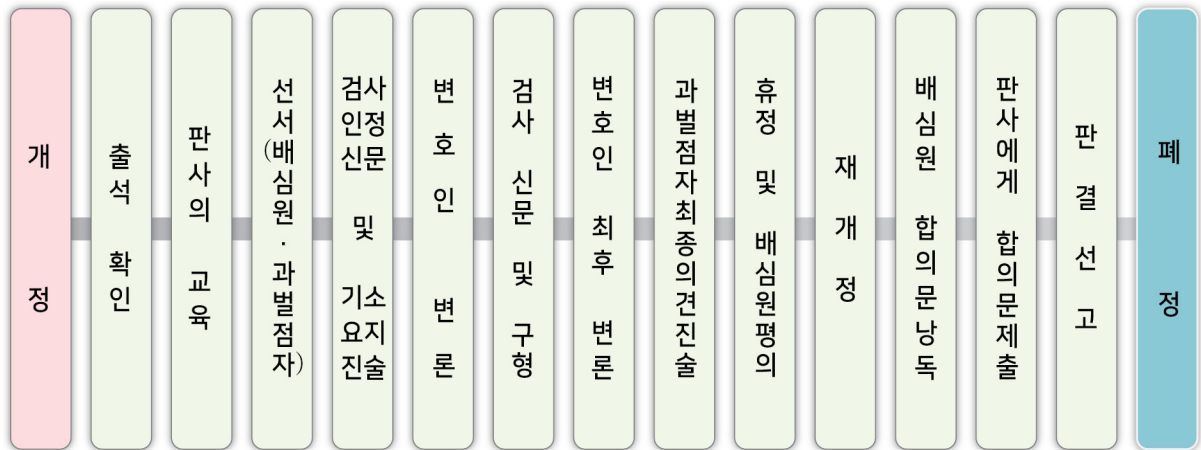 개정
출석 확인
판사의 교육
선서(배심원·과벌점자)
검사 인정신문 및 기소요지진술
변호인 변론
검사 신문 및 구형
변호인 최후 변론
과벌점자최종의견진술
휴정 및 배심원평의
재개정
배심원 합의문낭독
판사에게 합의문제출
판결선고
폐정